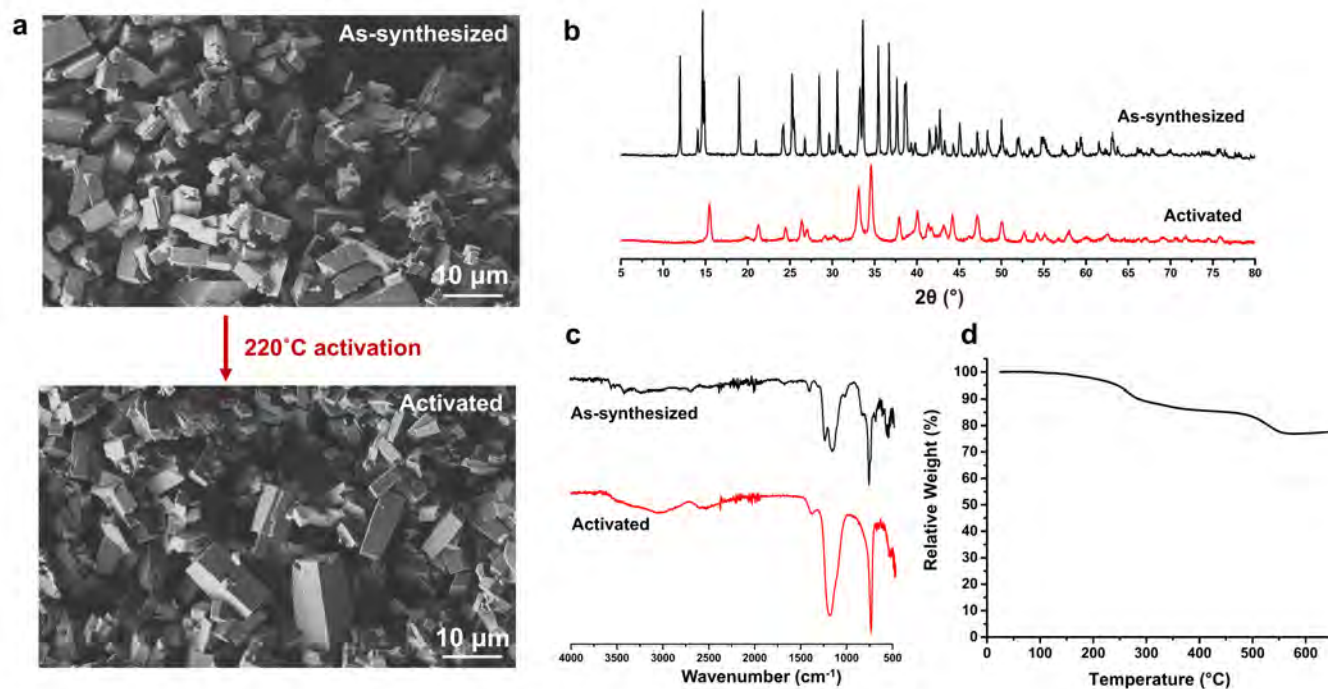 a
As-synthesized
10 µm
220°C activation
Activated
10 µm
b
As-synthesized
Activated
5 10 15 20 25 30 35 40 45 50 55 60 65 70 75 80
2θ (°)
c
As-synthesized
Activated
4000 3500 3000 2500 2000 1500 1000 500
Wavenumber (cm⁻¹)
d
100
90
80
70
60
50
40
30
20
10
0
Relative Weight (%)
0 100 200 300 400 500 600
Temperature (°C)